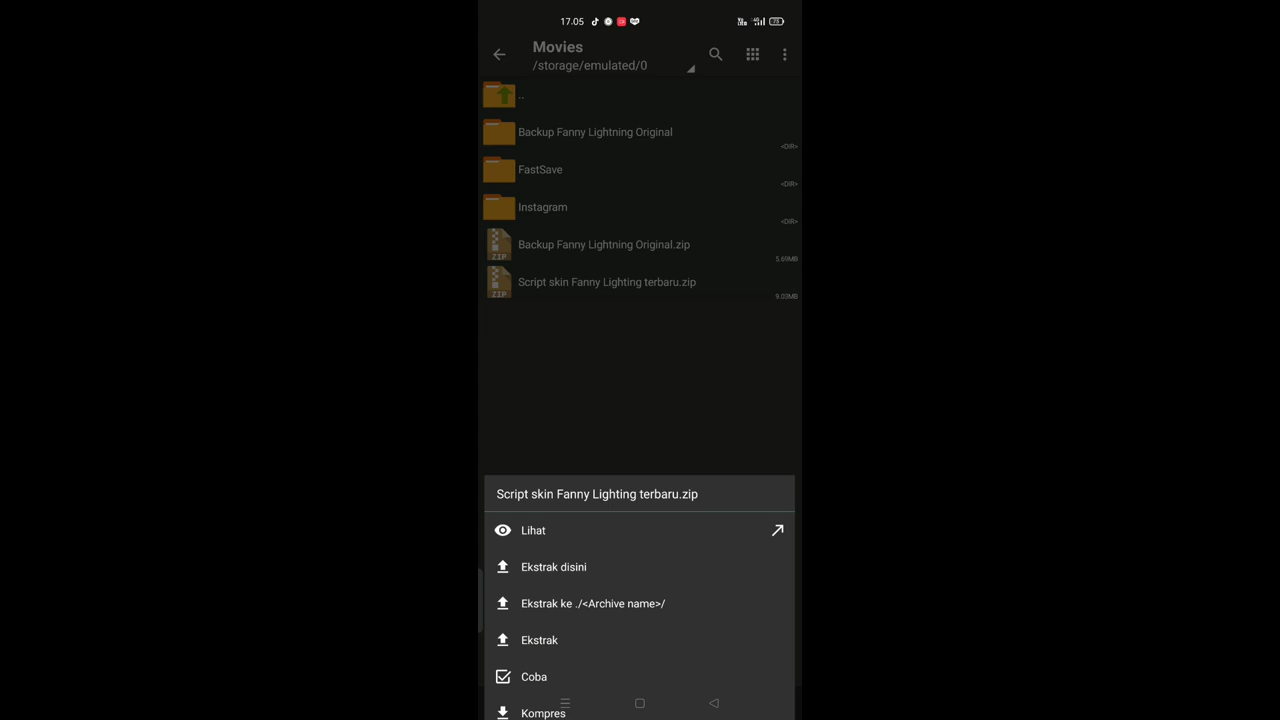 17.05
Movies
/storage/emulated/0
..
Backup Fanny Lightning Original
<DIR>
FastSave
<DIR>
Instagram
<DIR>
ZIP
Backup Fanny Lightning Original.zip
5.69MB
ZIP
Script skin Fanny Lighting terbaru.zip
9.03MB
Script skin Fanny Lighting terbaru.zip
Lihat
Ekstrak disini
Ekstrak ke ./<Archive name>/
Ekstrak
Coba
Kompres